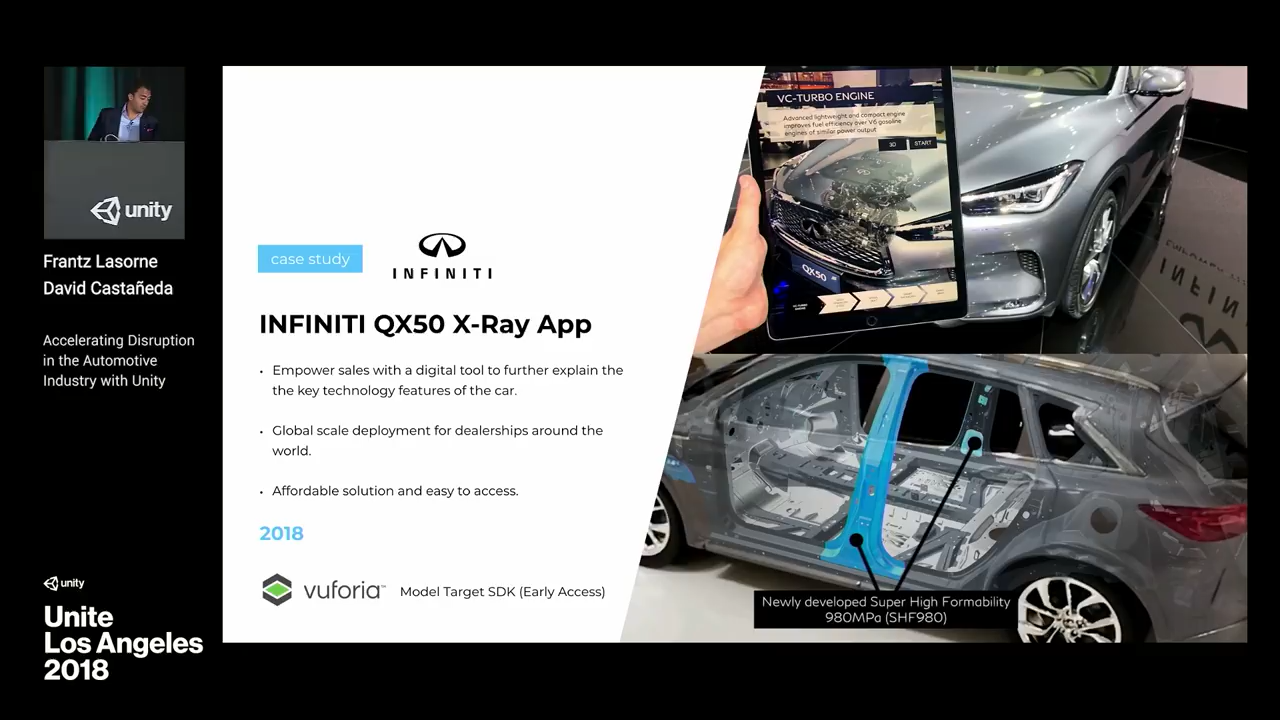 unity
Frantz Lasorne
David Castañeda
Accelerating Disruption
in the Automotive
Industry with Unity
unity
Unite
Los Angeles
2018
case study
INFINITI
INFINITI QX50 X-Ray App
• Empower sales with a digital tool to further explain the
the key technology features of the car.
• Global scale deployment for dealerships around the
world.
• Affordable solution and easy to access.
2018
vuforia™ Model Target SDK (Early Access)
VC-TURBO ENGINE
Advanced lightweight and compact engine
improves fuel efficiency over V6 gasoline
engines of similar power output
3D START
QX50
Newly developed Super High Formability
980MPa (SHF980)